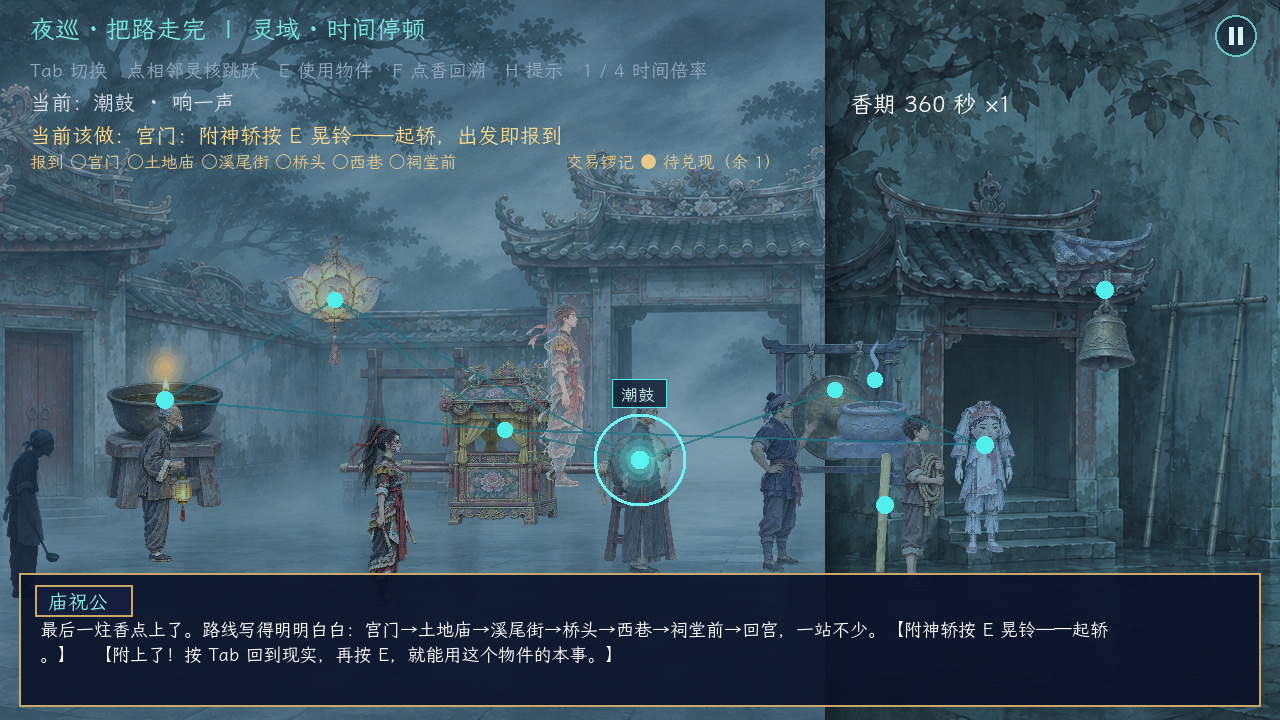 夜巡·把路走完 | 灵域·时间停顿
Tab 切换 点相邻灵核跳跃 E 使用物件 F 点香回溯 H 提示 1 / 4 时间倍率
当前：潮鼓 · 响一声
香期 360 秒 ×1
当前该做：宫门：附神轿按 E 晃铃——起轿，出发即报到
报到 ○宫门 ○土地庙 ○溪尾街 ○桥头 ○西巷 ○祠堂前
交易锣记 ● 待兑现（余 1）
潮鼓
庙祝公
最后一炷香点上了。路线写得明明白白：宫门→土地庙→溪尾街→桥头→西巷→祠堂前→回宫，一站不少。【附神轿按 E 晃铃——起轿
。】 【附上了！按 Tab 回到现实，再按 E，就能用这个物件的本事。】